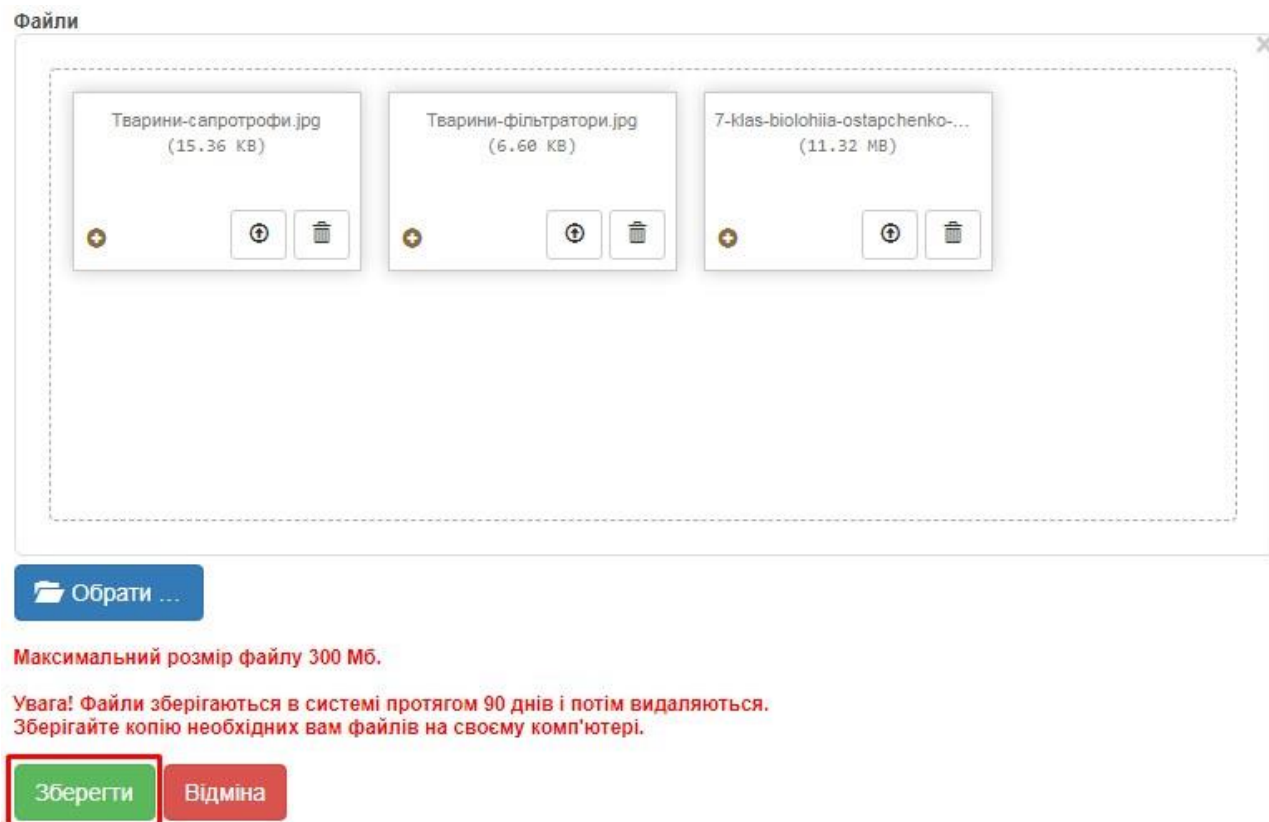 Файли
Тварини-сапротрофи.jpg
(15.36 KB)
Тварини-фільтратори.jpg
(6.60 KB)
7-klas-biolohiia-ostapchenko-...
(11.32 MB)
Обрати ...
Максимальний розмір файлу 300 Мб.
Увага! Файли зберігаються в системі протягом 90 днів і потім видаляються.
Зберігайте копію необхідних вам файлів на своєму комп'ютері.
Зберегти
Відміна